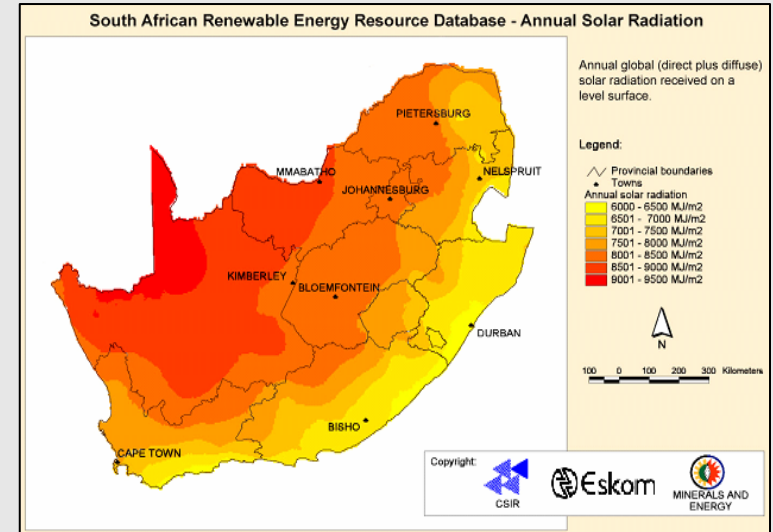 South African Renewable Energy Resource Database - Annual Solar Radiation
Annual global (direct plus diffuse)
solar radiation received on a
level surface.
PIETERSBURG
Legend:
MMABATHO
NELSPRUIT
JOHANNESBURG
Provincial boundaries
Towns
Annual solar radiation
6000 - 6500 MJ/m2
6501 - 7000 MJ/m2
7001 - 7500 MJ/m2
7501 - 8000 MJ/m2
8001 - 8500 MJ/m2
8501 - 9000 MJ/m2
9001 - 9500 MJ/m2
KIMBERLEY
BLOEMFONTEIN
DURBAN
N
100 0 100 200 300 Kilometers
BISHO
CAPE TOWN
Copyright:
CSIR
Eskom
MINERALS AND
ENERGY